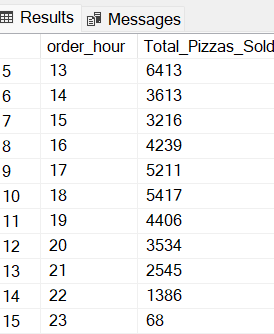 Results Messages
order_hour Total_Pizzas_Sold
5 13 6413
6 14 3613
7 15 3216
8 16 4239
9 17 5211
10 18 5417
11 19 4406
12 20 3534
13 21 2545
14 22 1386
15 23 68